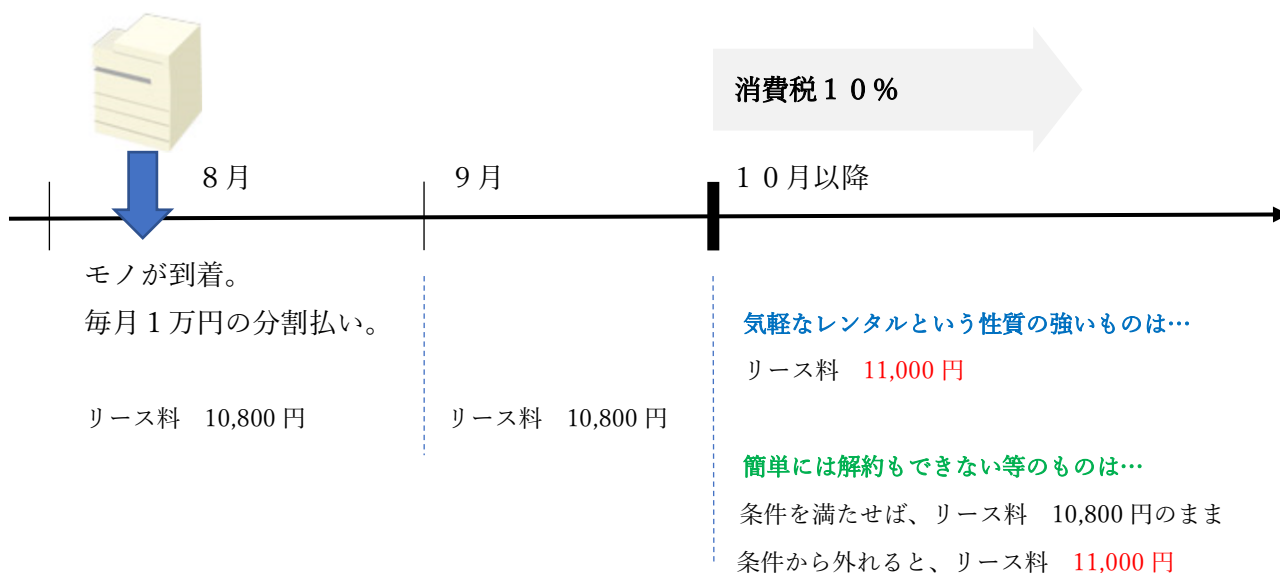 消費税１０％
８月
９月
１０月以降
モノが到着。
毎月１万円の分割払い。
リース料　10,800 円
リース料　10,800 円
気軽なレンタルという性質の強いものは…
リース料　11,000 円
簡単には解約もできない等のものは…
条件を満たせば、リース料　10,800 円のまま
条件から外れると、リース料　11,000 円